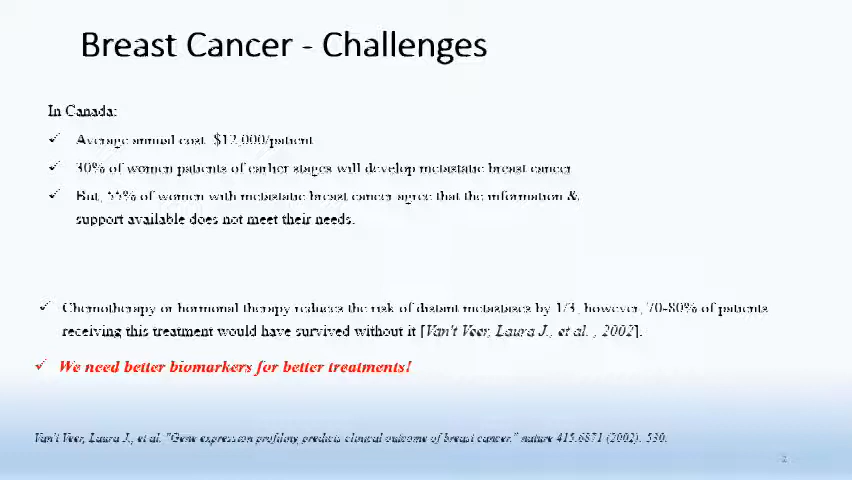 Breast Cancer - Challenges
In Canada:
Average annual cost $12,000/patient
30% of women patients of earlier stages will develop metastatic breast cancer
But, 55% of women with metastatic breast cancer agree that the information &
support available does not meet their needs.
Chemotherapy or hormonal therapy reduces the risk of distant metastases by 1/3, however, 70-80% of patients
receiving this treatment would have survived without it [Van't Veer, Laura J., et al. , 2002].
We need better biomarkers for better treatments!
Van't Veer, Laura J., et al. "Gene expression profiling predicts clinical outcome of breast cancer." nature 415.6871 (2002): 530.
2